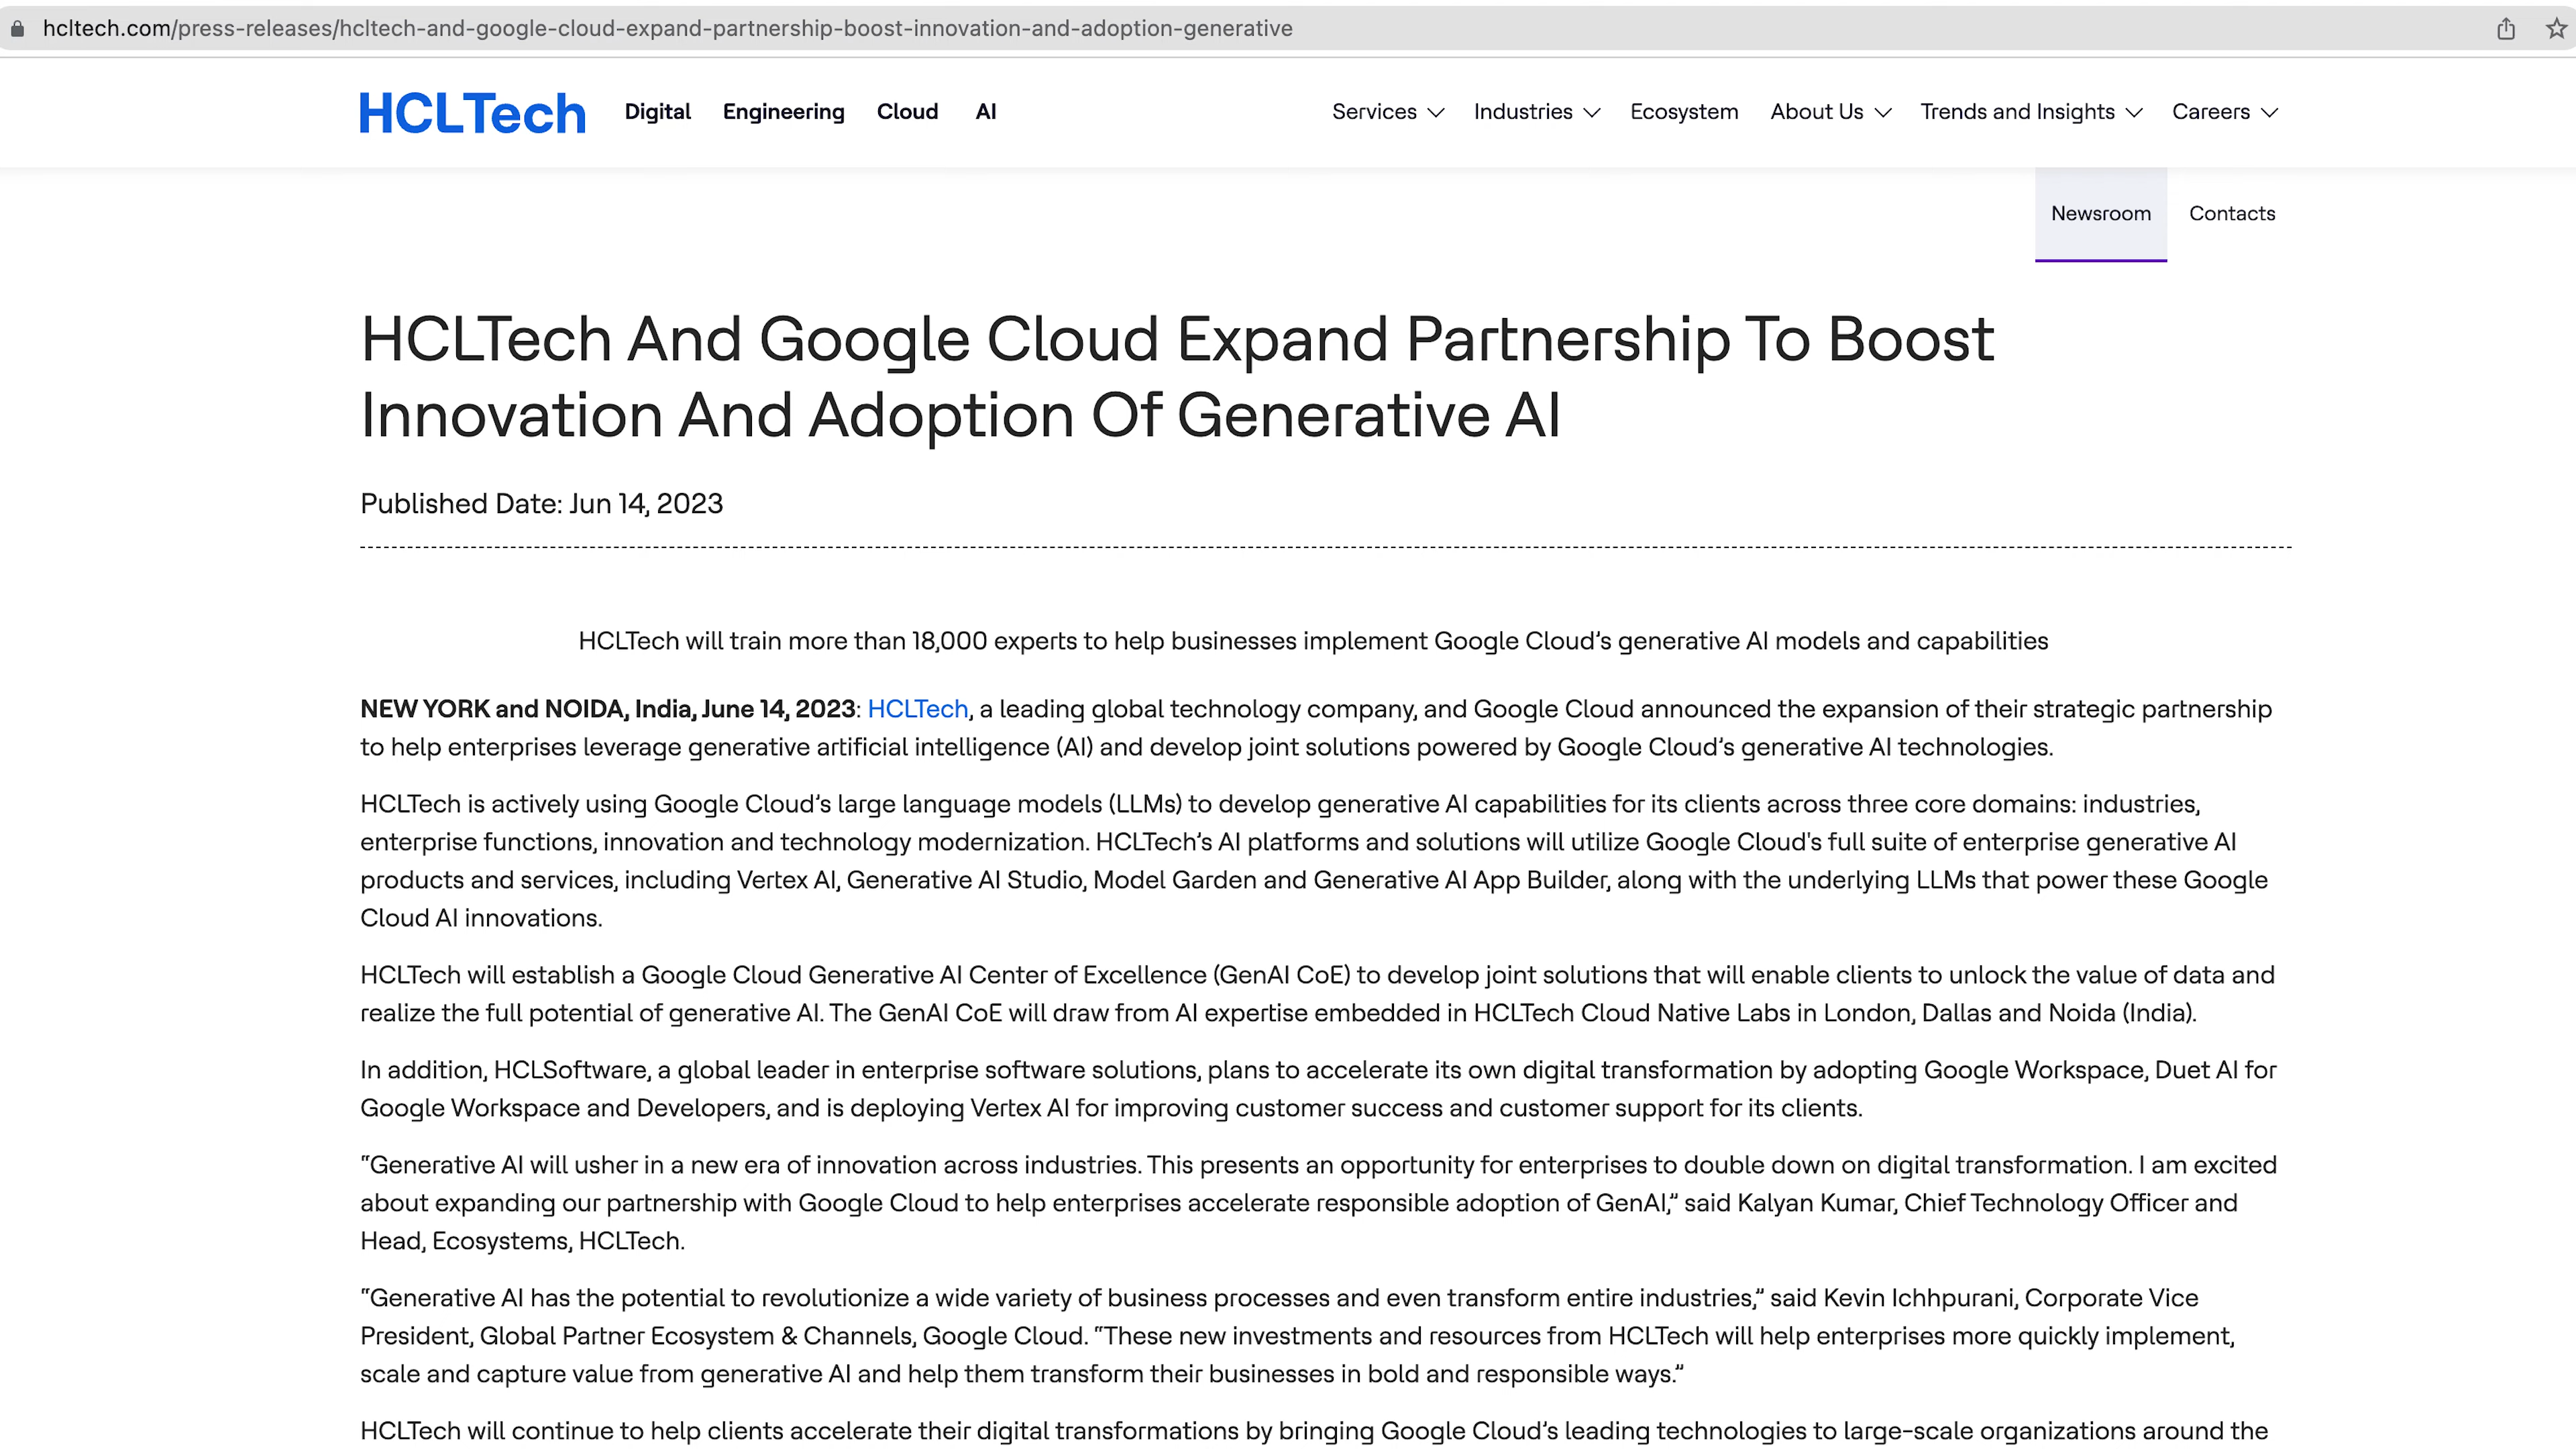 hcltech.com/press-releases/hcltech-and-google-cloud-expand-partnership-boost-innovation-and-adoption-generative
HCLTech Digital Engineering Cloud AI Services Industries Ecosystem About Us Trends and Insights Careers
Newsroom Contacts
HCLTech And Google Cloud Expand Partnership To Boost
Innovation And Adoption Of Generative AI
Published Date: Jun 14, 2023
HCLTech will train more than 18,000 experts to help businesses implement Google Cloud's generative AI models and capabilities
NEW YORK and NOIDA, India, June 14, 2023: HCLTech, a leading global technology company, and Google Cloud announced the expansion of their strategic partnership
to help enterprises leverage generative artificial intelligence (AI) and develop joint solutions powered by Google Cloud's generative AI technologies.
HCLTech is actively using Google Cloud's large language models (LLMs) to develop generative AI capabilities for its clients across three core domains: industries,
enterprise functions, innovation and technology modernization. HCLTech's AI platforms and solutions will utilize Google Cloud's full suite of enterprise generative AI
products and services, including Vertex AI, Generative AI Studio, Model Garden and Generative AI App Builder, along with the underlying LLMs that power these Google
Cloud AI innovations.
HCLTech will establish a Google Cloud Generative AI Center of Excellence (GenAI CoE) to develop joint solutions that will enable clients to unlock the value of data and
realize the full potential of generative AI. The GenAI CoE will draw from AI expertise embedded in HCLTech Cloud Native Labs in London, Dallas and Noida (India).
In addition, HCLSoftware, a global leader in enterprise software solutions, plans to accelerate its own digital transformation by adopting Google Workspace, Duet AI for
Google Workspace and Developers, and is deploying Vertex AI for improving customer success and customer support for its clients.
"Generative AI will usher in a new era of innovation across industries. This presents an opportunity for enterprises to double down on digital transformation. I am excited
about expanding our partnership with Google Cloud to help enterprises accelerate responsible adoption of GenAI," said Kalyan Kumar, Chief Technology Officer and
Head, Ecosystems, HCLTech.
"Generative AI has the potential to revolutionize a wide variety of business processes and even transform entire industries," said Kevin Ichhpurani, Corporate Vice
President, Global Partner Ecosystem & Channels, Google Cloud. "These new investments and resources from HCLTech will help enterprises more quickly implement,
scale and capture value from generative AI and help them transform their businesses in bold and responsible ways."
HCLTech will continue to help clients accelerate their digital transformations by bringing Google Cloud's leading technologies to large-scale organizations around the